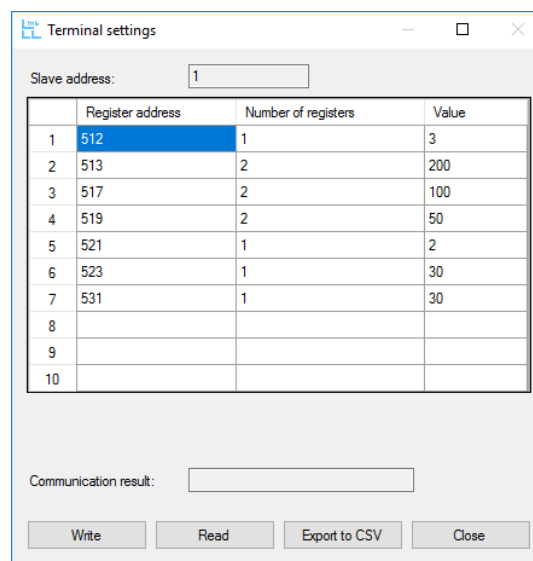 Terminal settings
Slave address: 1
Register address Number of registers Value
1 512 1 3
2 513 2 200
3 517 2 100
4 519 2 50
5 521 1 2
6 523 1 30
7 531 1 30
8
9
10
Communication result:
Write Read Export to CSV Close